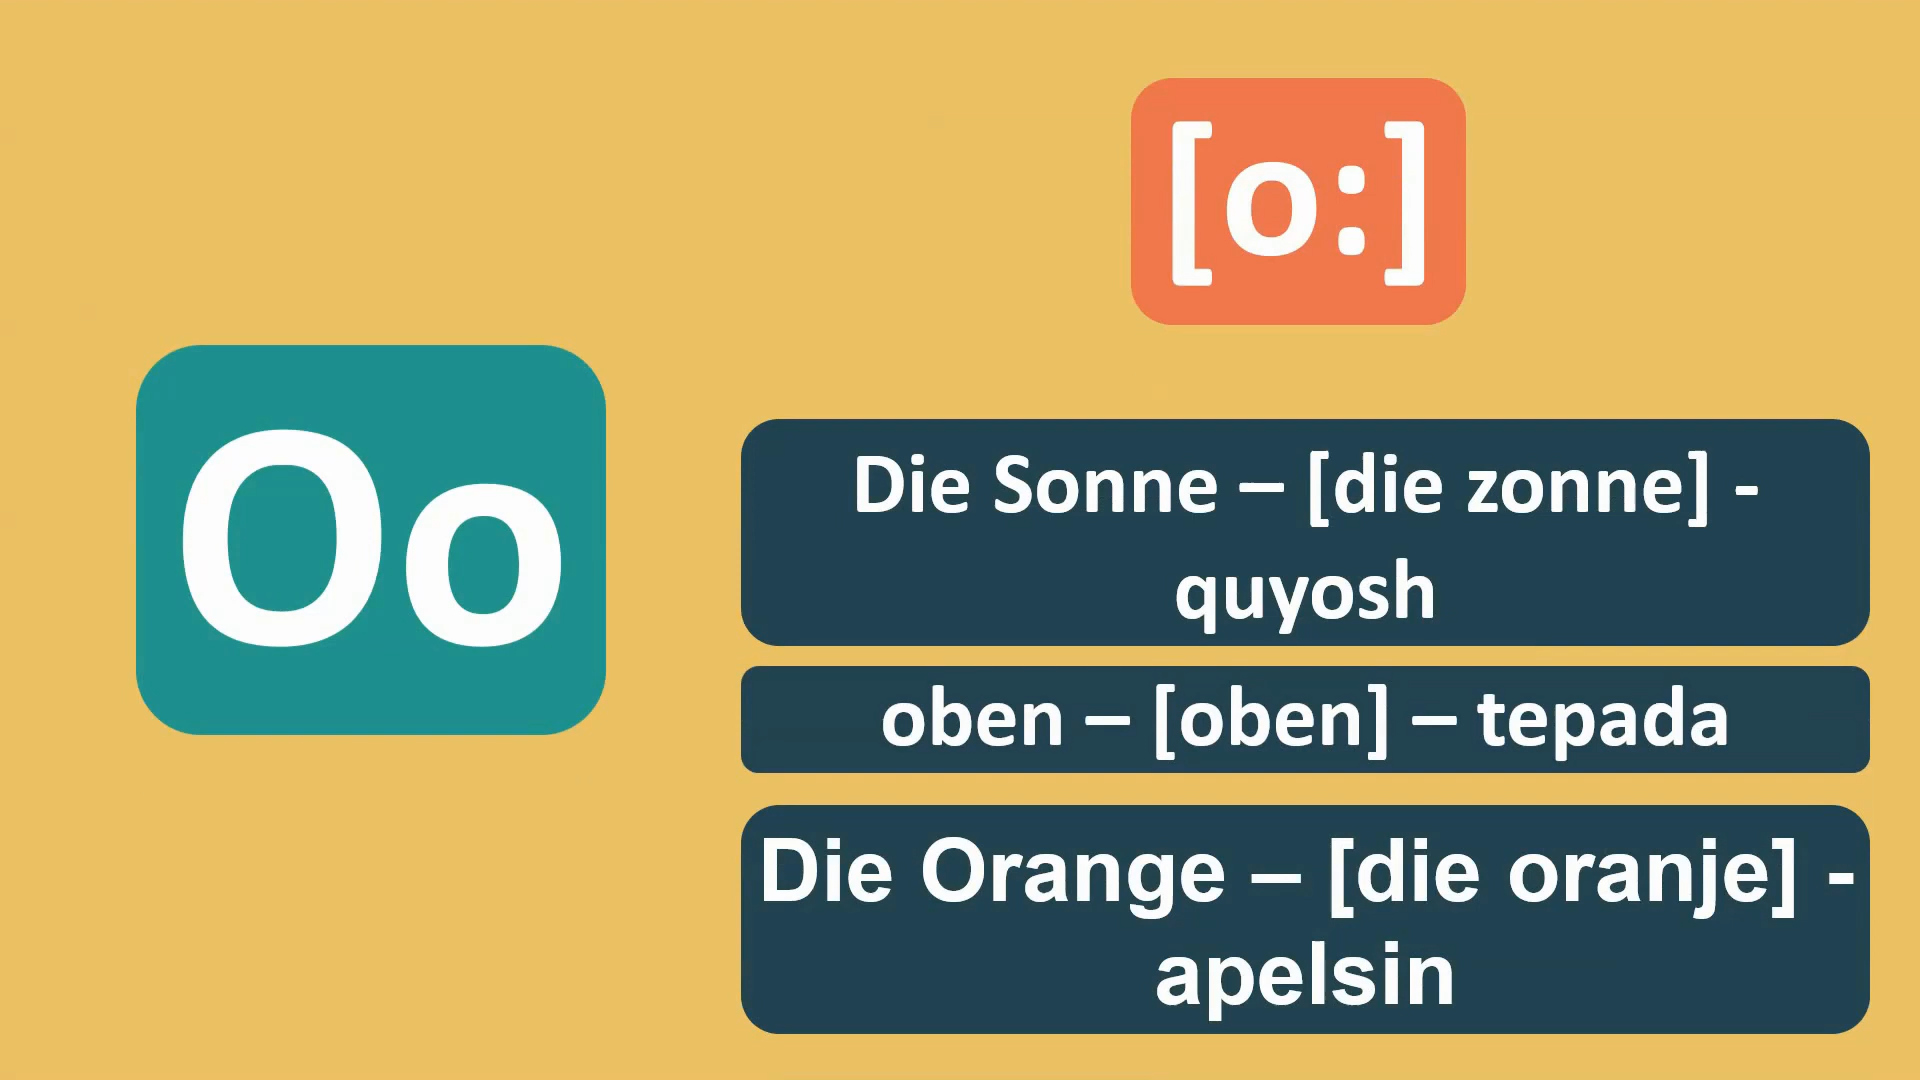 Oo
[o:]
Die Sonne – [die zonne] -
quyosh
oben – [oben] – tepada
Die Orange – [die oranje] -
apelsin